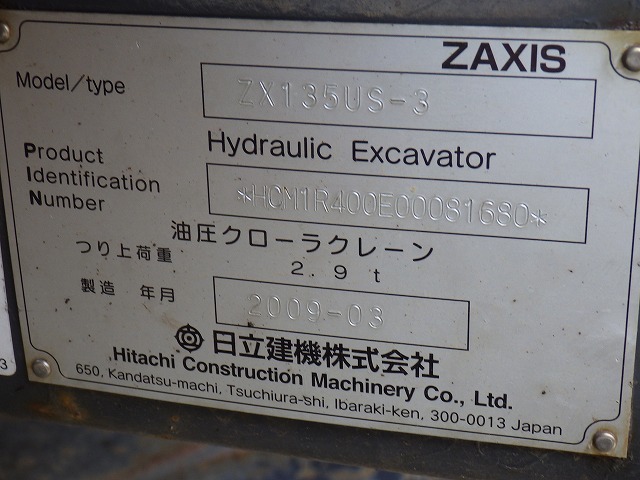 ZAXIS
Model/type ZX135US-3
Hydraulic Excavator
Product
Identification
Number *HCM1R400E00081680*
油圧クローラクレーン
つり上荷重 2.9 t
製造 年月 2009-03
日立建機株式会社
Hitachi Construction Machinery Co., Ltd.
650, Kandatsu-machi, Tsuchiura-shi, Ibaraki-ken, 300-0013 Japan
3